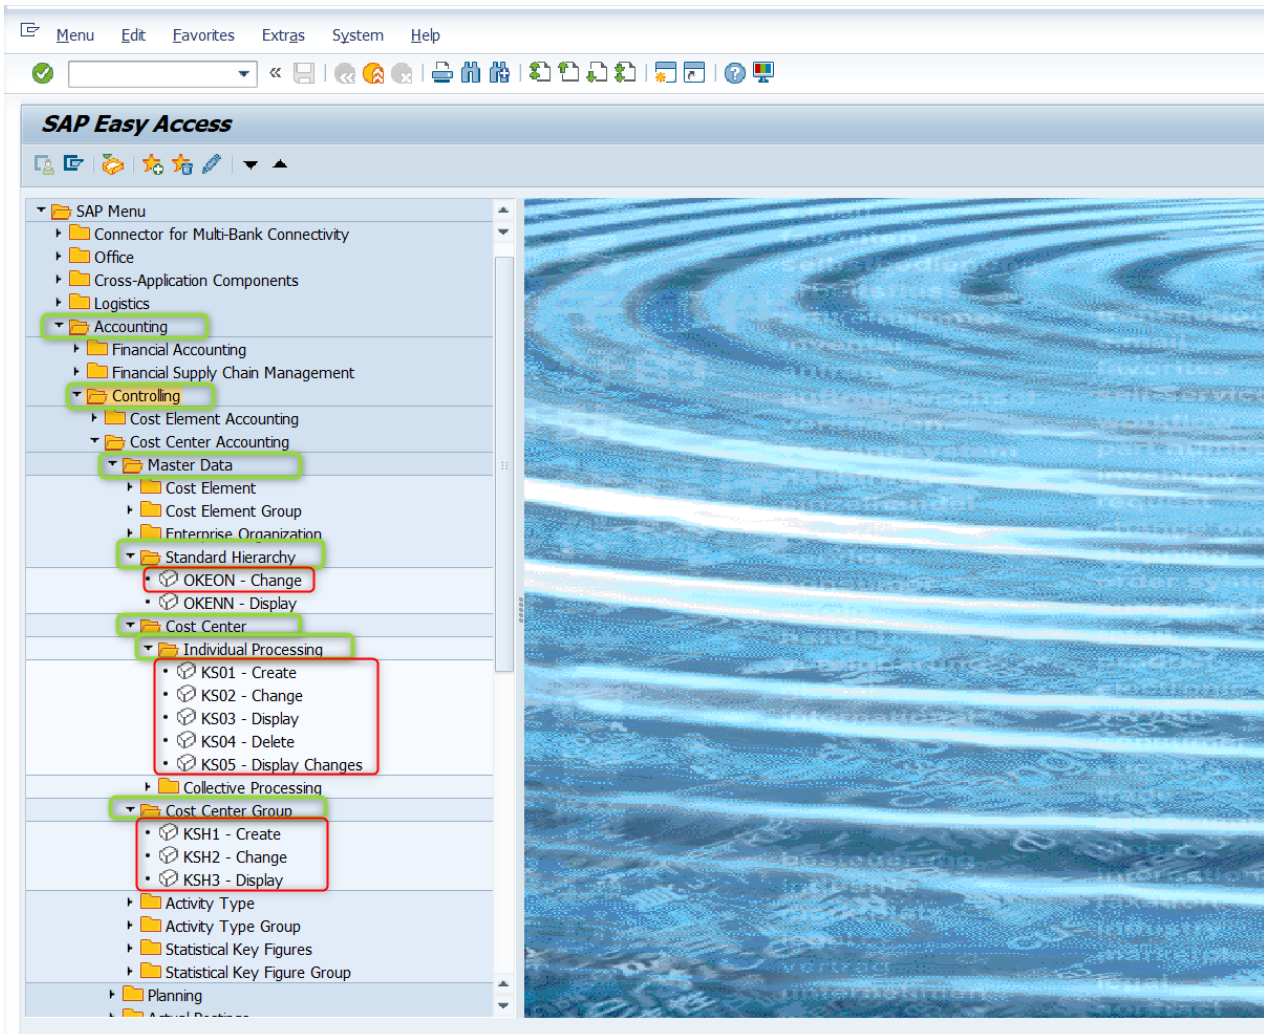 Menu Edit Favorites Extras System Help
SAP Easy Access
SAP Menu
Connector for Multi-Bank Connectivity
Office
Cross-Application Components
Logistics
Accounting
Financial Accounting
Financial Supply Chain Management
Controlling
Cost Element Accounting
Cost Center Accounting
Master Data
Cost Element
Cost Element Group
Enterprise Organization
Standard Hierarchy
OKEON - Change
OKENN - Display
Cost Center
Individual Processing
KS01 - Create
KS02 - Change
KS03 - Display
KS04 - Delete
KS05 - Display Changes
Collective Processing
Cost Center Group
KSH1 - Create
KSH2 - Change
KSH3 - Display
Activity Type
Activity Type Group
Statistical Key Figures
Statistical Key Figure Group
Planning
Actual Postings